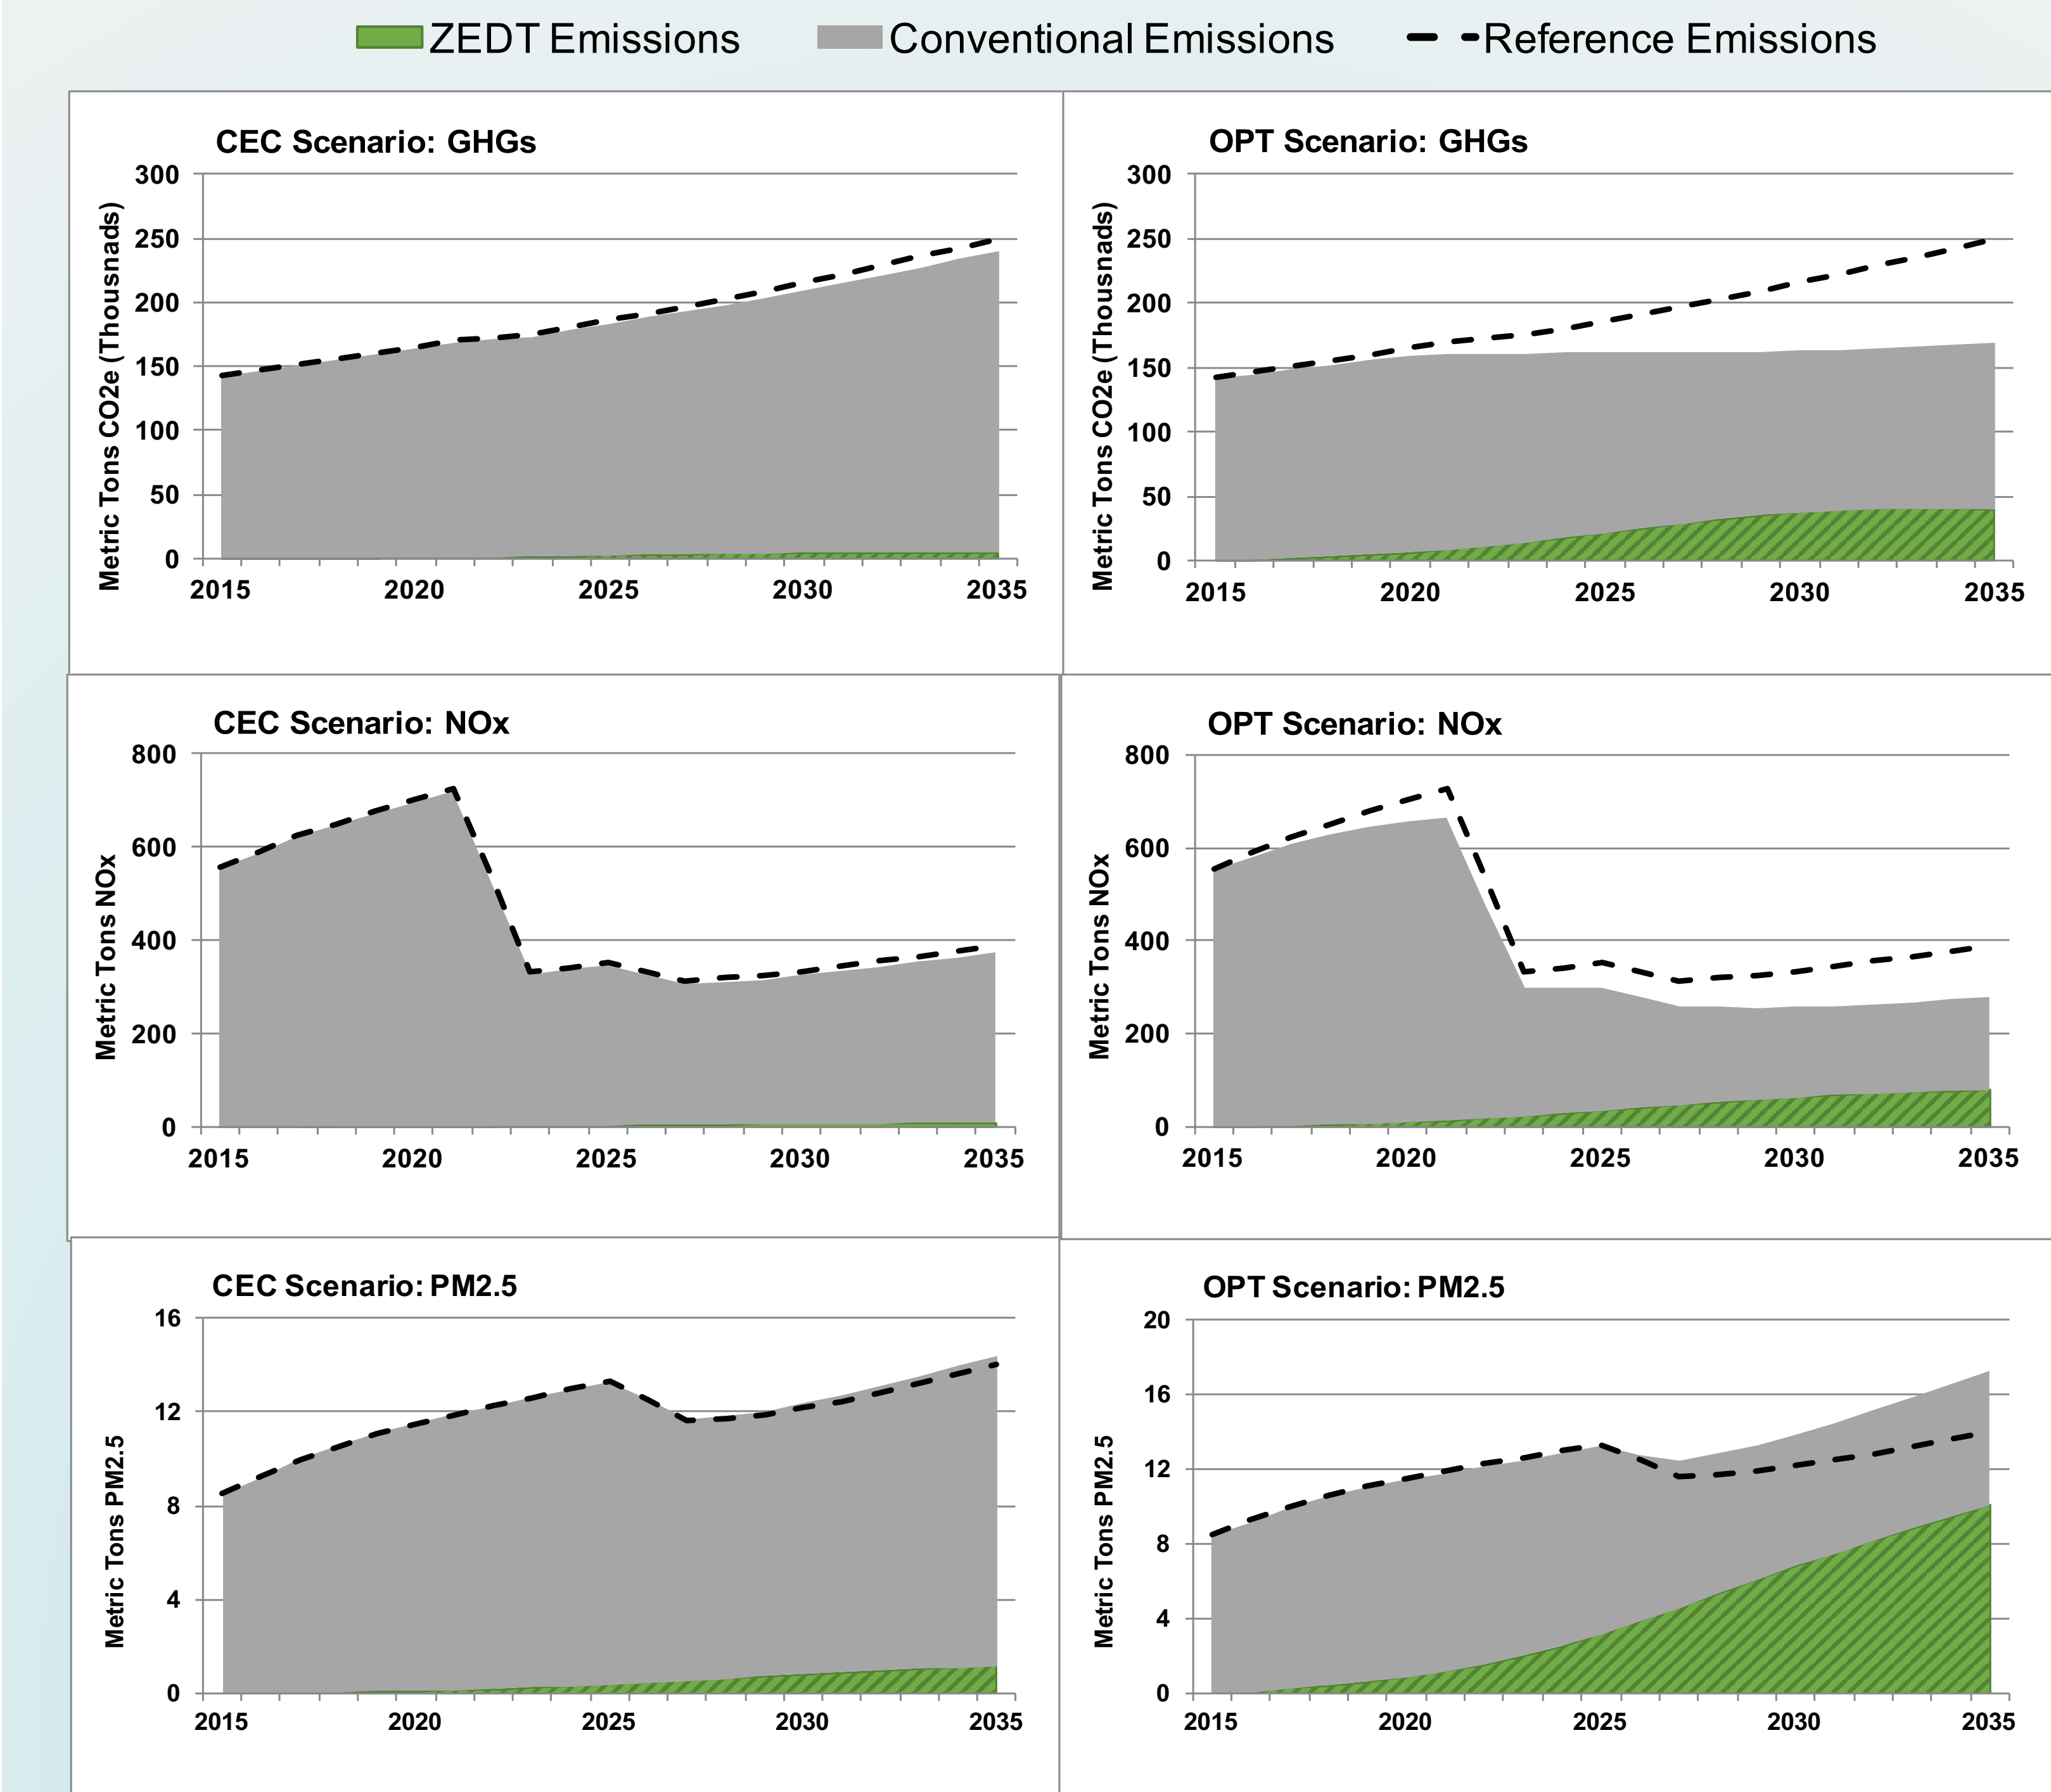 ZEDT Emissions Conventional Emissions Reference Emissions
CEC Scenario: GHGs
Metric Tons CO2e (Thousnads)
300
250
200
150
100
50
0
2015 2020 2025 2030 2035
OPT Scenario: GHGs
Metric Tons CO2e (Thousnads)
300
250
200
150
100
50
0
2015 2020 2025 2030 2035
CEC Scenario: NOx
Metric Tons NOx
800
600
400
200
0
2015 2020 2025 2030 2035
OPT Scenario: NOx
Metric Tons NOx
800
600
400
200
0
2015 2020 2025 2030 2035
CEC Scenario: PM2.5
Metric Tons PM2.5
16
12
8
4
0
2015 2020 2025 2030 2035
OPT Scenario: PM2.5
Metric Tons PM2.5
20
16
12
8
4
0
2015 2020 2025 2030 2035